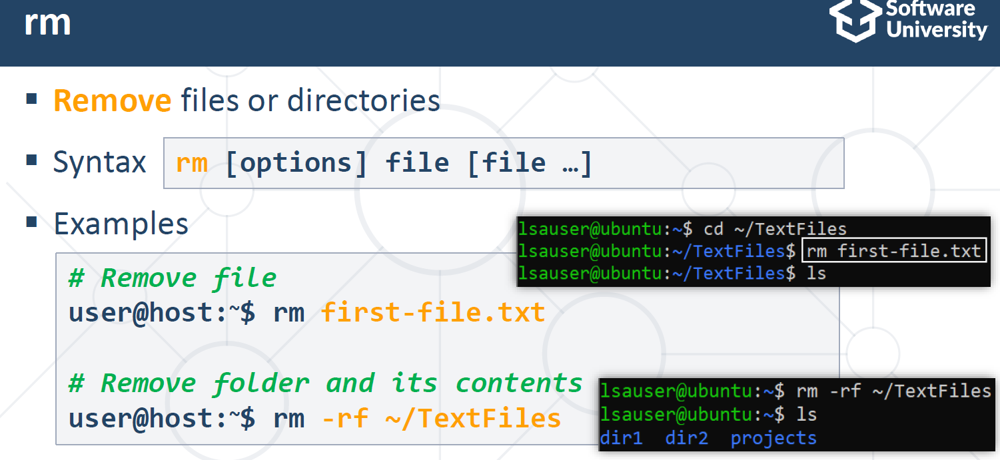 rm
Software
University
▪ Remove files or directories
▪ Syntax
rm [options] file [file …]
▪ Examples
# Remove file
user@host:~$ rm first-file.txt
# Remove folder and its contents
user@host:~$ rm -rf ~/TextFiles
lsauser@ubuntu:~$ cd ~/TextFiles
lsauser@ubuntu:~/TextFiles$ rm first-file.txt
lsauser@ubuntu:~/TextFiles$ ls
lsauser@ubuntu:~$ rm -rf ~/TextFiles
lsauser@ubuntu:~$ ls
dir1 dir2 projects